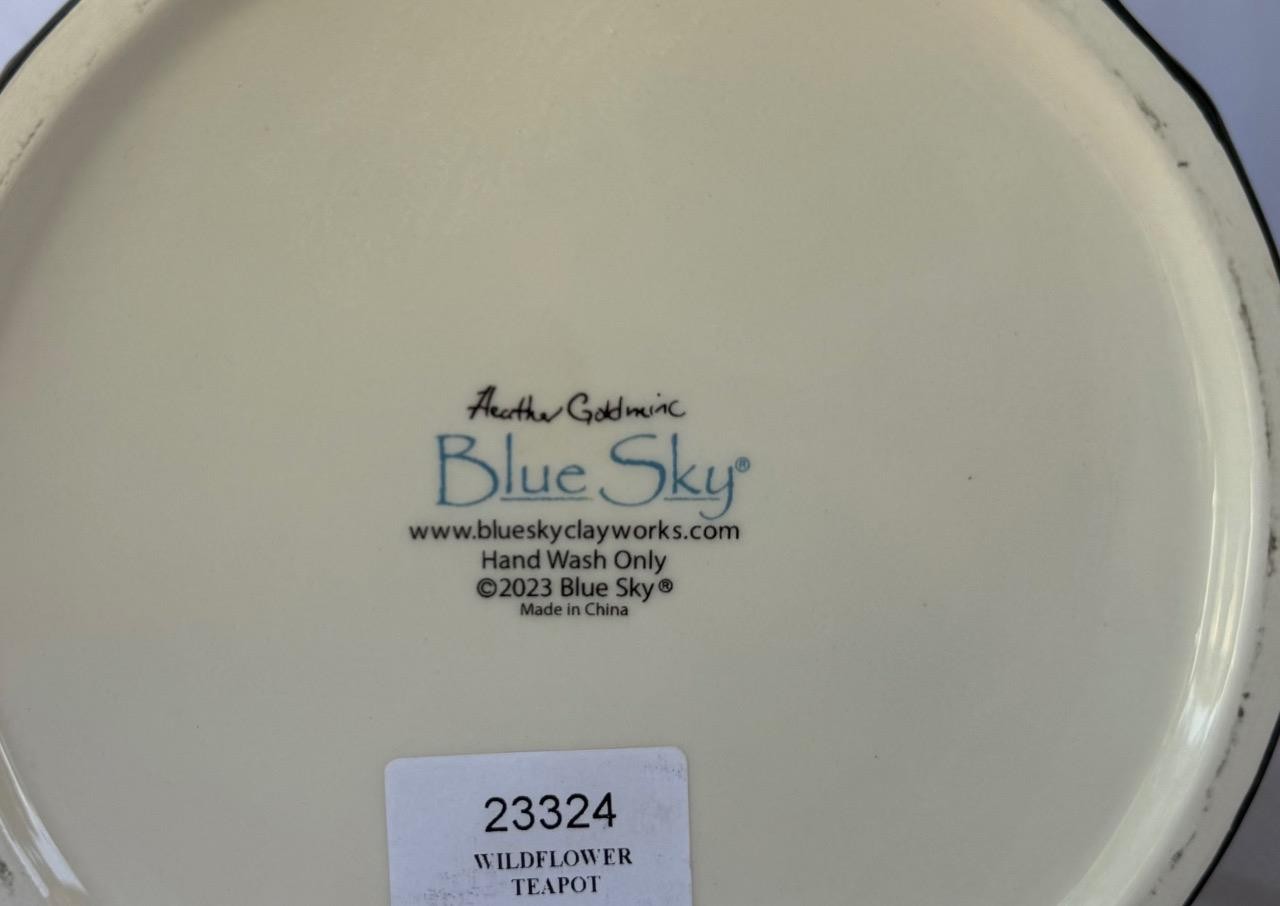 Heather Goldminc
Blue Sky®
www.blueskyclayworks.com
Hand Wash Only
©2023 Blue Sky®
Made in China
23324
WILDFLOWER
TEAPOT